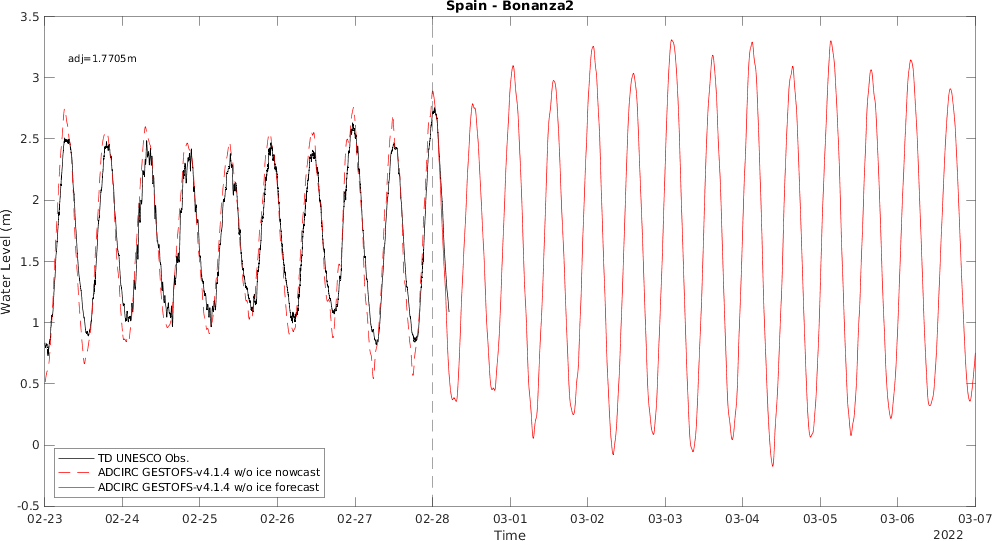 Spain - Bonanza2
3.5
3
2.5
2
1.5
1
0.5
0
-0.5
Water Level (m)
adj=1.7705m
TD UNESCO Obs.
ADCIRC GESTOFS-v4.1.4 w/o ice nowcast
ADCIRC GESTOFS-v4.1.4 w/o ice forecast
02-23 02-24 02-25 02-26 02-27 02-28 03-01 03-02 03-03 03-04 03-05 03-06 03-07
Time
2022